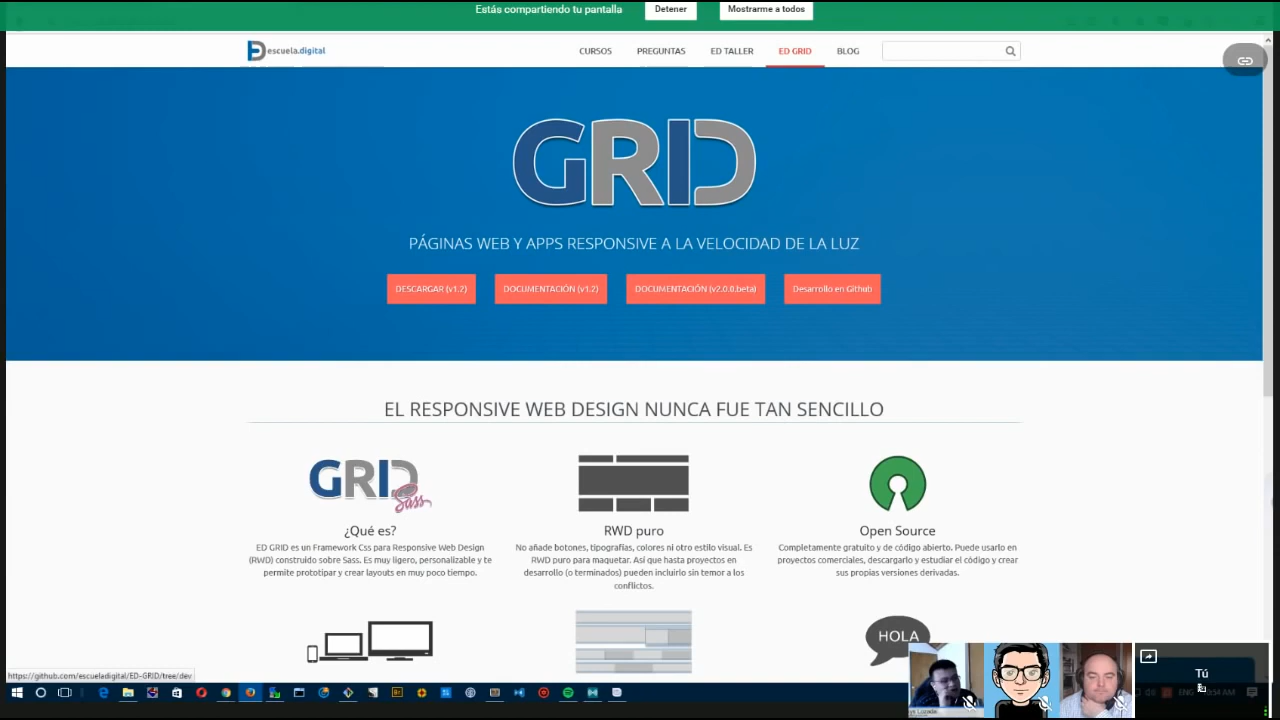 Estás compartiendo tu pantalla
Detener
Mostrarme a todos
ED escuela.digital
CURSOS
PREGUNTAS
ED TALLER
ED GRID
BLOG
GRID
PÁGINAS WEB Y APPS RESPONSIVE A LA VELOCIDAD DE LA LUZ
DESCARGAR (v1.2)
DOCUMENTACIÓN (v1.2)
DOCUMENTACIÓN (v2.0.8.beta)
Desarrollo en Github
EL RESPONSIVE WEB DESIGN NUNCA FUE TAN SENCILLO
GRID
Sass
¿Qué es?
ED GRID es un Framework Css para Responsive Web Design
(RWD) construido sobre Sass. Es muy ligero, personalizable y te
permite prototipar y crear layouts en muy poco tiempo.
RWD puro
No añade botones, tipografías, colores ni otro estilo visual. Es
RWD puro para maquetar. Así que hasta proyectos en
desarrollo (o terminados) pueden incluirlo sin temor a los
conflictos.
Open Source
Completamente gratuito y de código abierto. Puede usarlo en
proyectos comerciales, descargarlo y estudiar el código y crear
sus propias versiones derivadas.
HOLA
Tú
https://github.com/escueladigital/ED-GRID/tree/dev
ENG